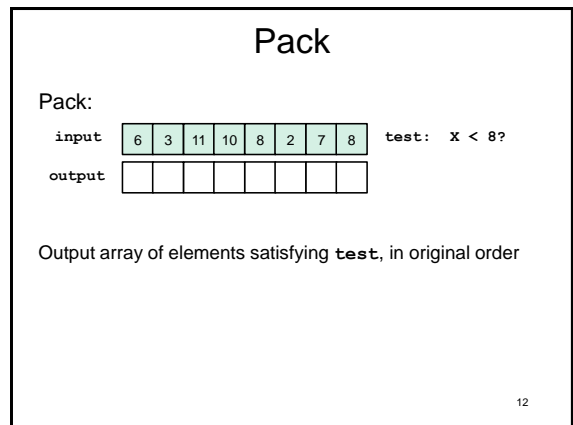 Pack
Pack:
input 6 3 11 10 8 2 7 8 test: X < 8?
output
Output array of elements satisfying test, in original order
12